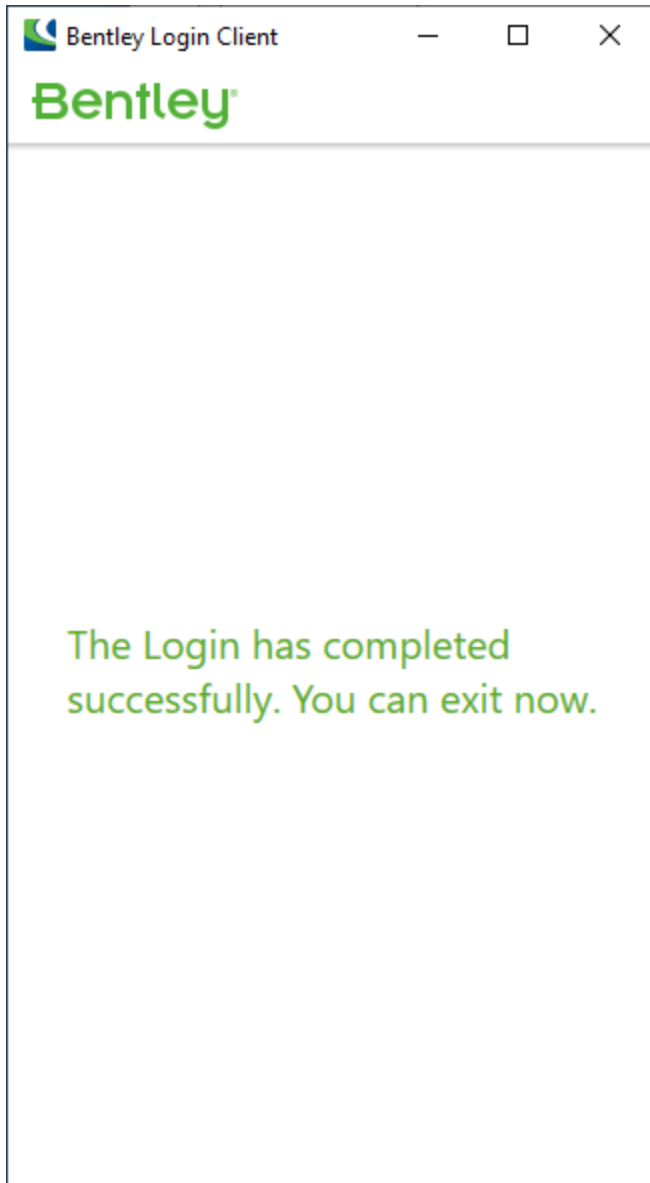 Bentley Login Client
Bentley®
The Login has completed
successfully. You can exit now.